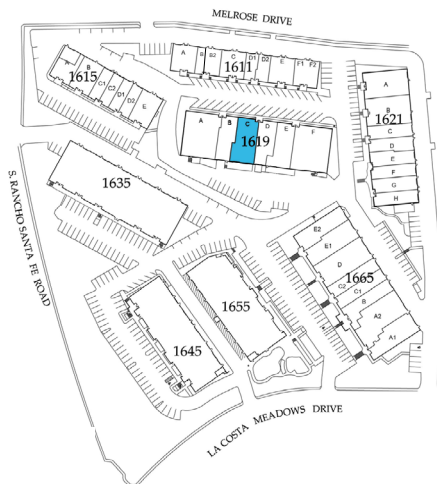 MELROSE DRIVE
A B B2 C D1 D2 E F1 F2
1611
A B C1 C2 D1 D2 E
1615
A B C D E F
1619
A
B
C
D
E
F
G
H
1621
1635
S. RANCHO SANTA FE ROAD
E2
E1
D
C2
C1
B
A2
A1
1665
1655
1645
LA COSTA MEADOWS DRIVE